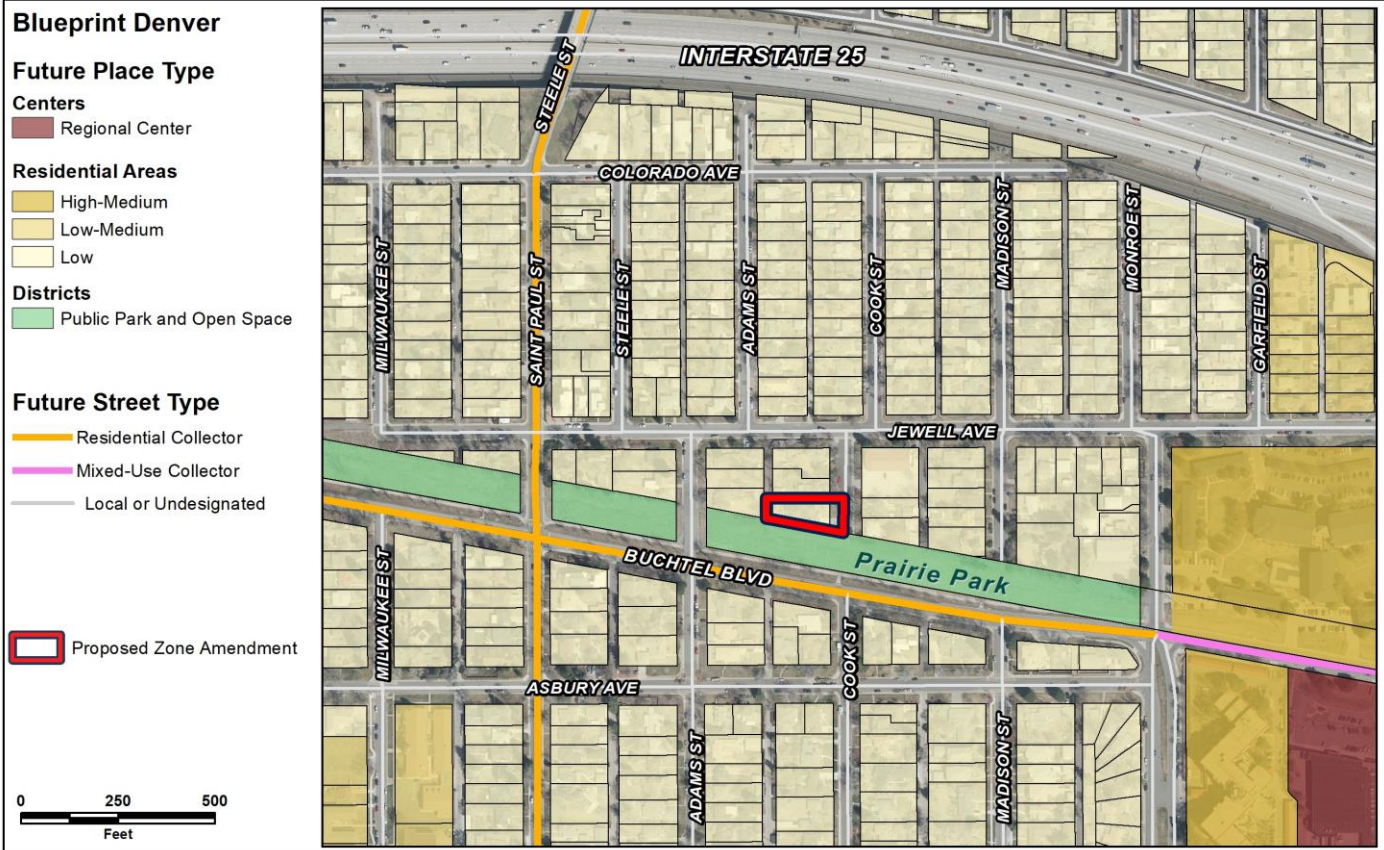 Blueprint Denver
Future Place Type
Centers
Regional Center
Residential Areas
High-Medium
Low-Medium
Low
Districts
Public Park and Open Space
Future Street Type
Residential Collector
Mixed-Use Collector
Local or Undesignated
Proposed Zone Amendment
0 250 500
Feet
INTERSTATE 25
STEELE ST
COLORADO AVE
MILWAUKEE ST
SAINT PAUL ST
STEELE ST
ADAMS ST
COOK ST
MADISON ST
MONROE ST
GARFIELD ST
JEWELL AVE
BUCHTEL BLVD
Prairie Park
MILWAUKEE ST
COOK ST
ASBURY AVE
ADAMS ST
MADISON ST